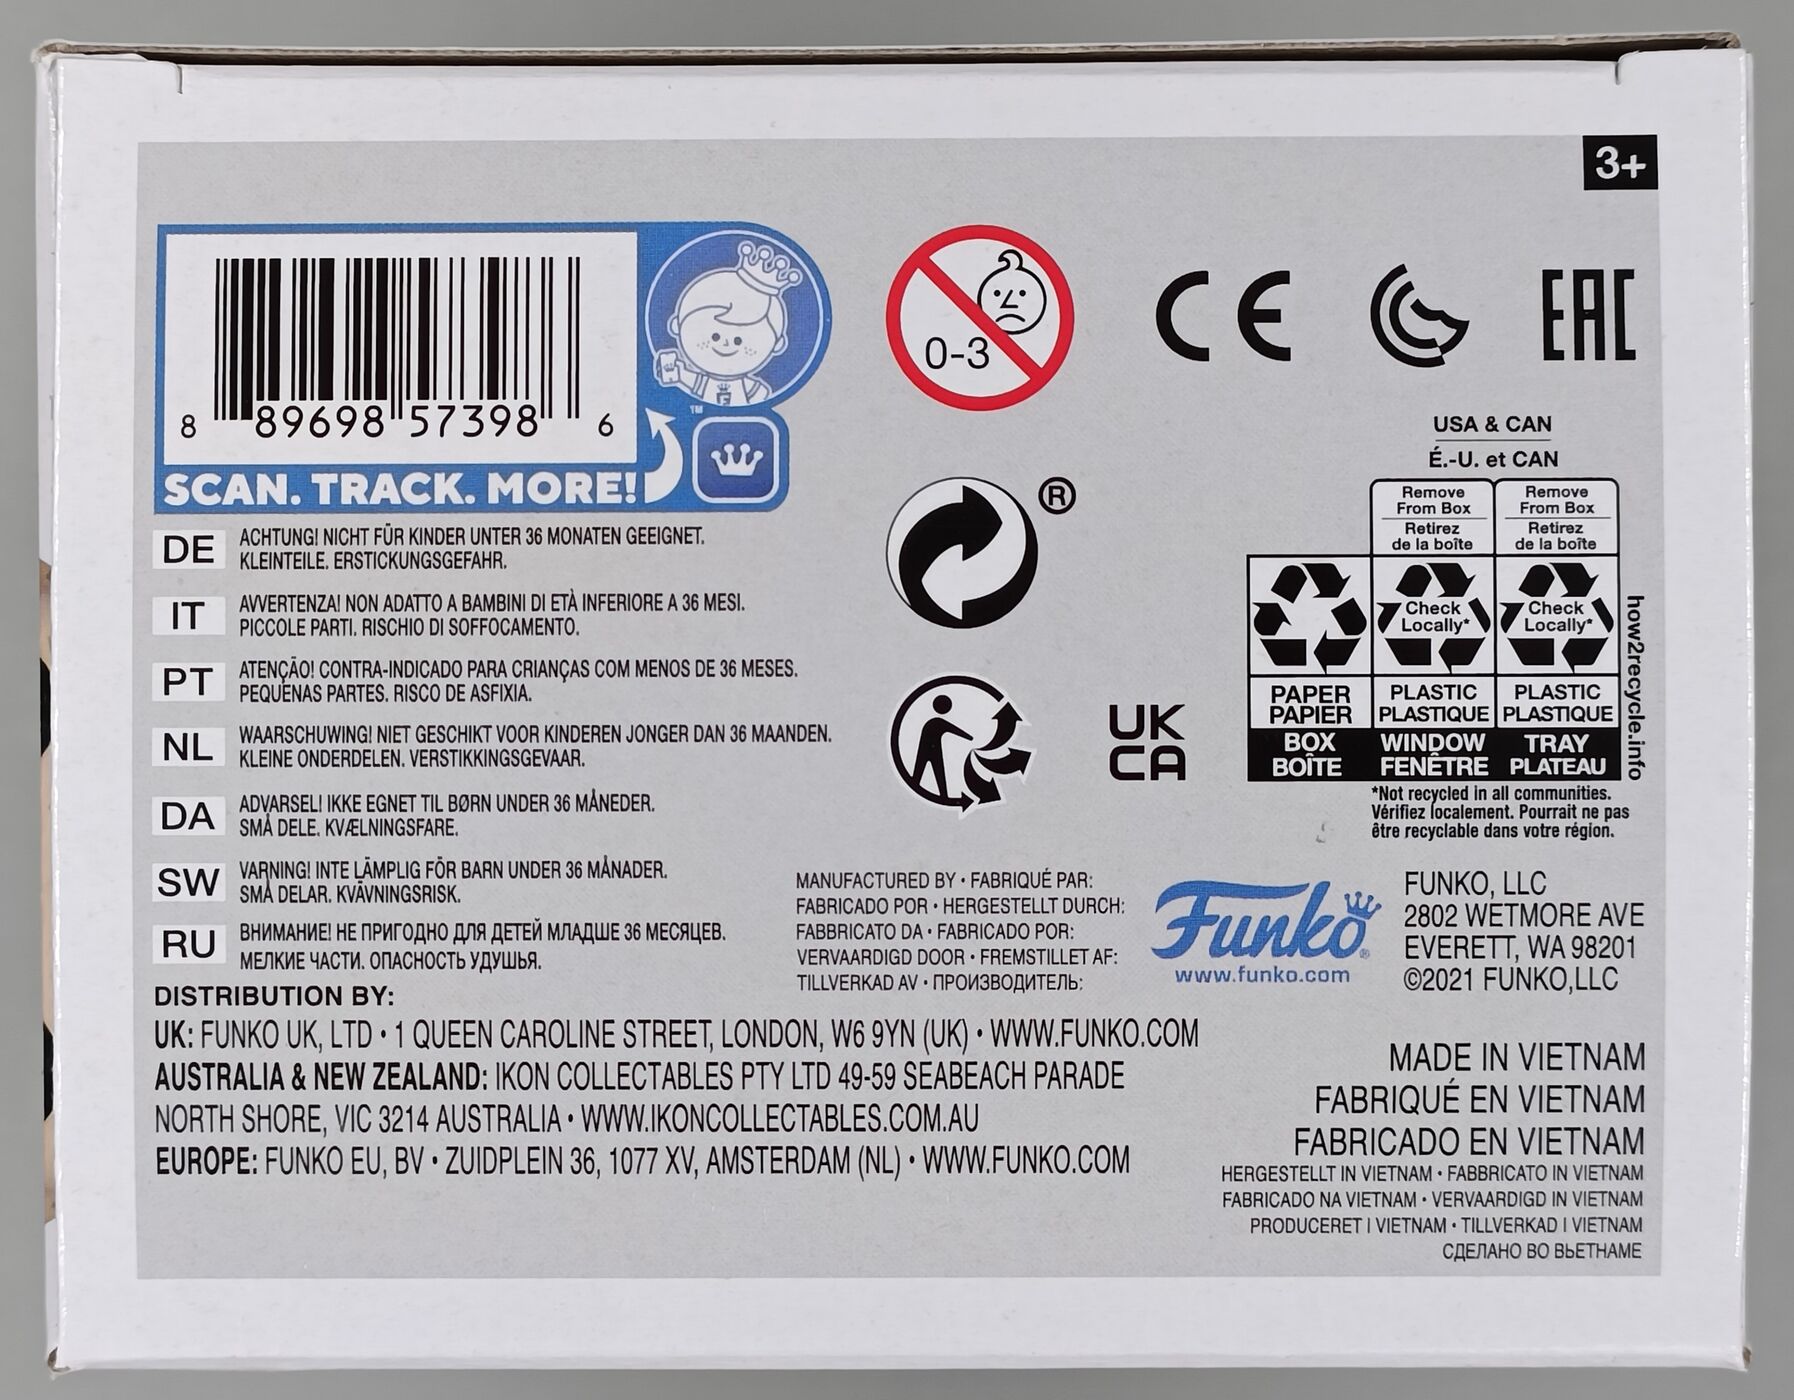 3+
8 89698 57398 6
SCAN. TRACK. MORE!
™
DE ACHTUNG! NICHT FÜR KINDER UNTER 36 MONATEN GEEIGNET.
KLEINTEILE. ERSTICKUNGSGEFAHR.
IT AVVERTENZA! NON ADATTO A BAMBINI DI ETÀ INFERIORE A 36 MESI.
PICCOLE PARTI. RISCHIO DI SOFFOCAMENTO.
PT ATENÇÃO! CONTRA-INDICADO PARA CRIANÇAS COM MENOS DE 36 MESES.
PEQUENAS PARTES. RISCO DE ASFIXIA.
NL WAARSCHUWING! NIET GESCHIKT VOOR KINDEREN JONGER DAN 36 MAANDEN.
KLEINE ONDERDELEN. VERSTIKKINGSGEVAAR.
DA ADVARSEL! IKKE EGNET TIL BØRN UNDER 36 MÅNEDER.
SMÅ DELE. KVÆLNINGSFARE.
SW VARNING! INTE LÄMPLIG FÖR BARN UNDER 36 MÅNADER.
SMÅ DELAR. KVÄVNINGSRISK.
RU ВНИМАНИЕ! НЕ ПРИГОДНО ДЛЯ ДЕТЕЙ МЛАДШЕ 36 МЕСЯЦЕВ.
МЕЛКИЕ ЧАСТИ. ОПАСНОСТЬ УДУШЬЯ.
0-3
CE
EAC
®
UK
CA
USA & CAN
É.-U. et CAN
Remove
From Box
Retirez
de la boîte
Remove
From Box
Retirez
de la boîte
Check
Locally*
Check
Locally*
PAPER
PAPIER
PLASTIC
PLASTIQUE
PLASTIC
PLASTIQUE
BOX
BOÎTE
WINDOW
FENÊTRE
TRAY
PLATEAU
how2recycle.info
*Not recycled in all communities.
Vérifiez localement. Pourrait ne pas
être recyclable dans votre région.
MANUFACTURED BY • FABRIQUÉ PAR:
FABRICADO POR • HERGESTELLT DURCH:
FABBRICATO DA • FABRICADO POR:
VERVAARDIGD DOOR • FREMSTILLET AF:
TILLVERKAD AV • ПРОИЗВОДИТЕЛЬ:
Funko®
www.funko.com
FUNKO, LLC
2802 WETMORE AVE
EVERETT, WA 98201
©2021 FUNKO,LLC
DISTRIBUTION BY:
UK: FUNKO UK, LTD • 1 QUEEN CAROLINE STREET, LONDON, W6 9YN (UK) • WWW.FUNKO.COM
AUSTRALIA & NEW ZEALAND: IKON COLLECTABLES PTY LTD 49-59 SEABEACH PARADE
NORTH SHORE, VIC 3214 AUSTRALIA • WWW.IKONCOLLECTABLES.COM.AU
EUROPE: FUNKO EU, BV • ZUIDPLEIN 36, 1077 XV, AMSTERDAM (NL) • WWW.FUNKO.COM
MADE IN VIETNAM
FABRIQUÉ EN VIETNAM
FABRICADO EN VIETNAM
HERGESTELLT IN VIETNAM • FABBRICATO IN VIETNAM
FABRICADO NA VIETNAM • VERVAARDIGD IN VIETNAM
PRODUCERET I VIETNAM • TILLVERKAD I VIETNAM
СДЕЛАНО ВО ВЬЕТНАМЕ